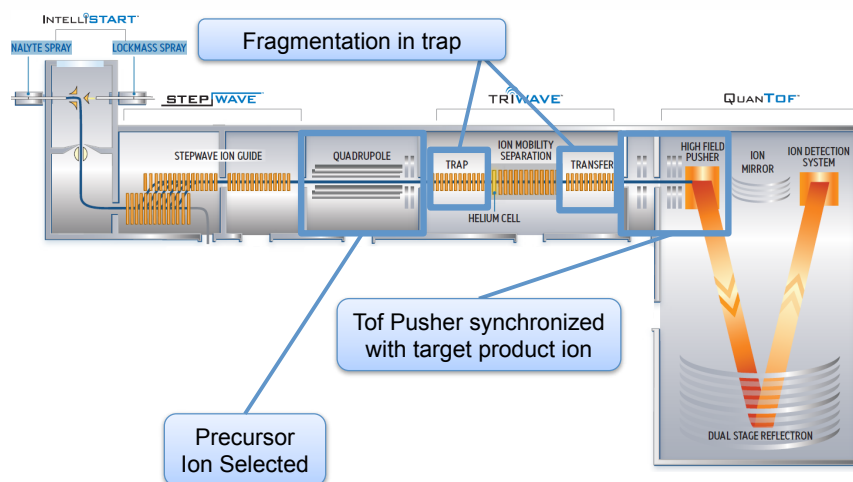 INTELLISTART
NALYTE SPRAY
LOCKMASS SPRAY
Fragmentation in trap
STEPWAVE
TRIWAVE
QUANTOF
STEPWAVE ION GUIDE
QUADRUPOLE
TRAP
ION MOBILITY
SEPARATION
TRANSFER
HELIUM CELL
HIGH FIELD
PUSHER
ION
MIRROR
ION DETECTION
SYSTEM
Tof Pusher synchronized
with target product ion
Precursor
Ion Selected
DUAL STAGE REFLECTRON